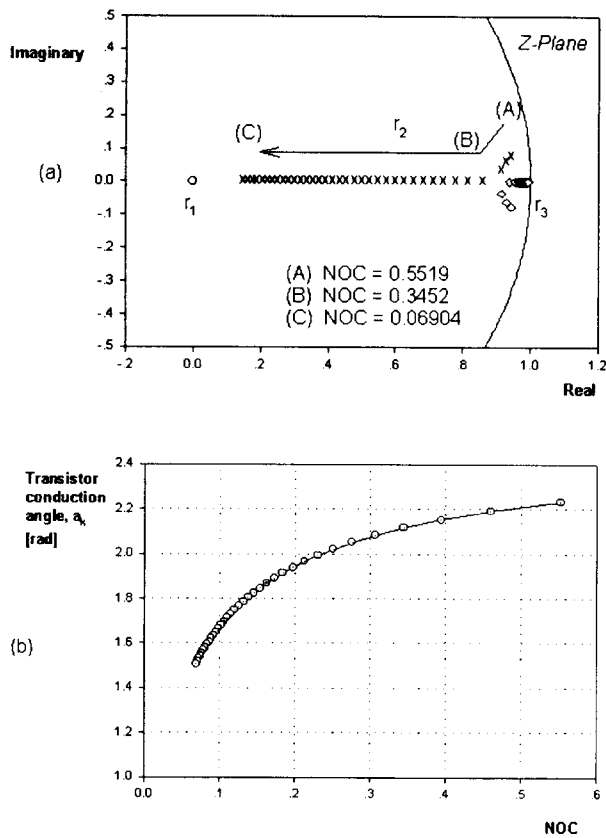 .5
Z-Plane
Imaginary
.4
.3
.2
(A)
(C)
r2
(B)
.1
(a)
0.0
r1
r3
-.1
-.2
(A) NOC = 0.5519
-.3
(B) NOC = 0.3452
-.4
(C) NOC = 0.06904
-.5
-.2 0.0 .2 .4 .6 .8 1.0 1.2
Real
Transistor
conduction
angle, ak
[rad]
2.4
2.2
2.0
1.8
(b)
1.6
1.4
1.2
1.0
0.0 .1 .2 .3 .4 .5 .6
NOC